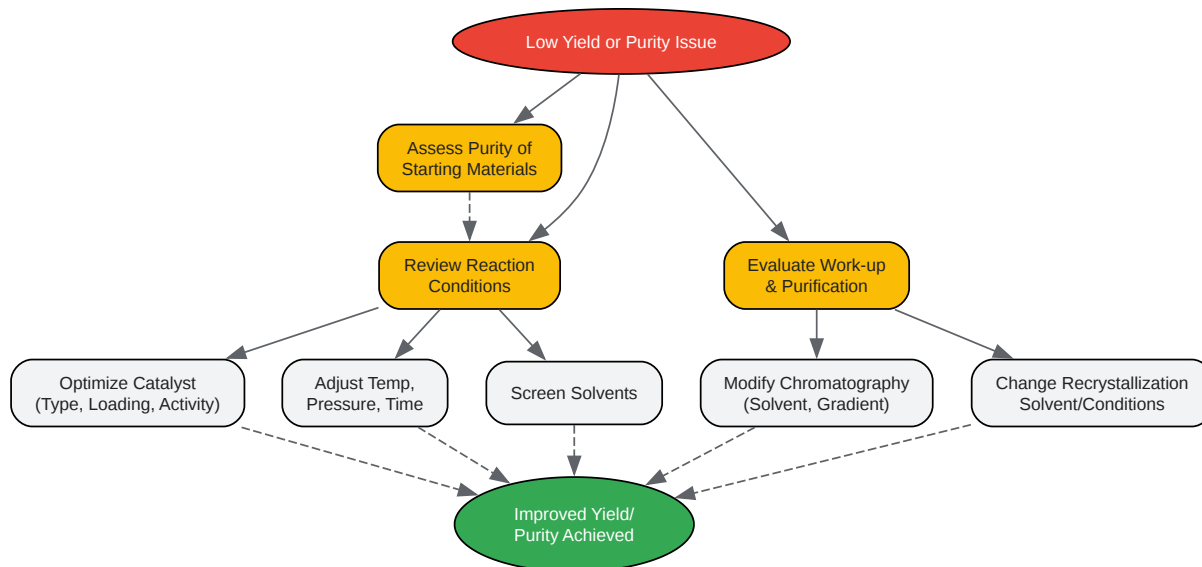 Low Yield or Purity Issue
Assess Purity of
Starting Materials
Review Reaction
Conditions
Evaluate Work-up
& Purification
Optimize Catalyst
(Type, Loading, Activity)
Adjust Temp,
Pressure, Time
Screen Solvents
Modify Chromatography
(Solvent, Gradient)
Change Recrystallization
Solvent/Conditions
Improved Yield/
Purity Achieved